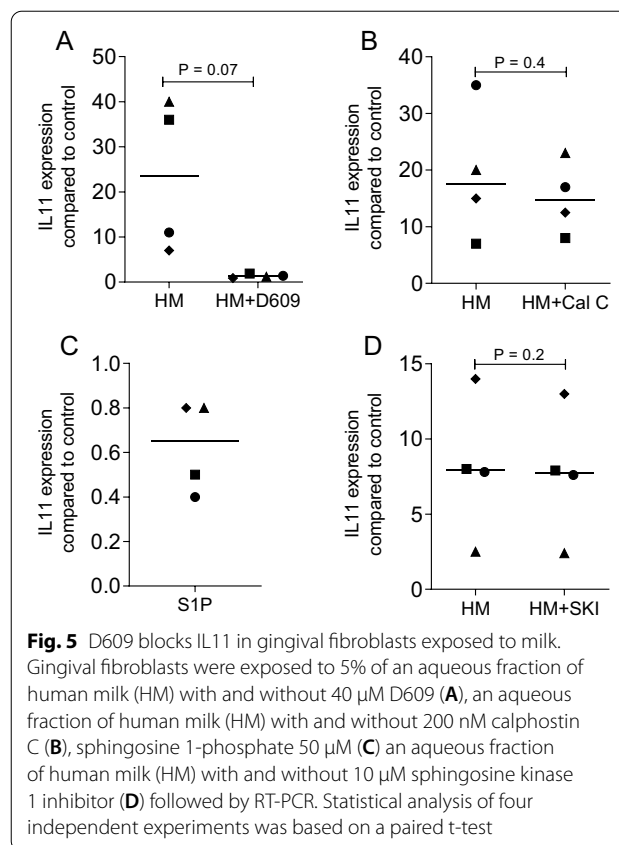 A
P = 0.07
50
40
30
20
10
0
IL11 expression
compared to control
HM HM+D609
B
P = 0.4
40
30
20
10
0
IL11 expression
compared to control
HM HM+Cal C
C
1.0
0.8
0.6
0.4
0.2
0.0
IL11 expression
compared to control
S1P
D
P = 0.2
15
10
5
0
IL11 expression
compared to control
HM HM+SKI
Fig. 5 D609 blocks IL11 in gingival fibroblasts exposed to milk.
Gingival fibroblasts were exposed to 5% of an aqueous fraction of
human milk (HM) with and without 40 μM D609 (A), an aqueous
fraction of human milk (HM) with and without 200 nM calphostin
C (B), sphingosine 1-phosphate 50 μM (C) an aqueous fraction
of human milk (HM) with and without 10 μM sphingosine kinase
1 inhibitor (D) followed by RT-PCR. Statistical analysis of four
independent experiments was based on a paired t-test